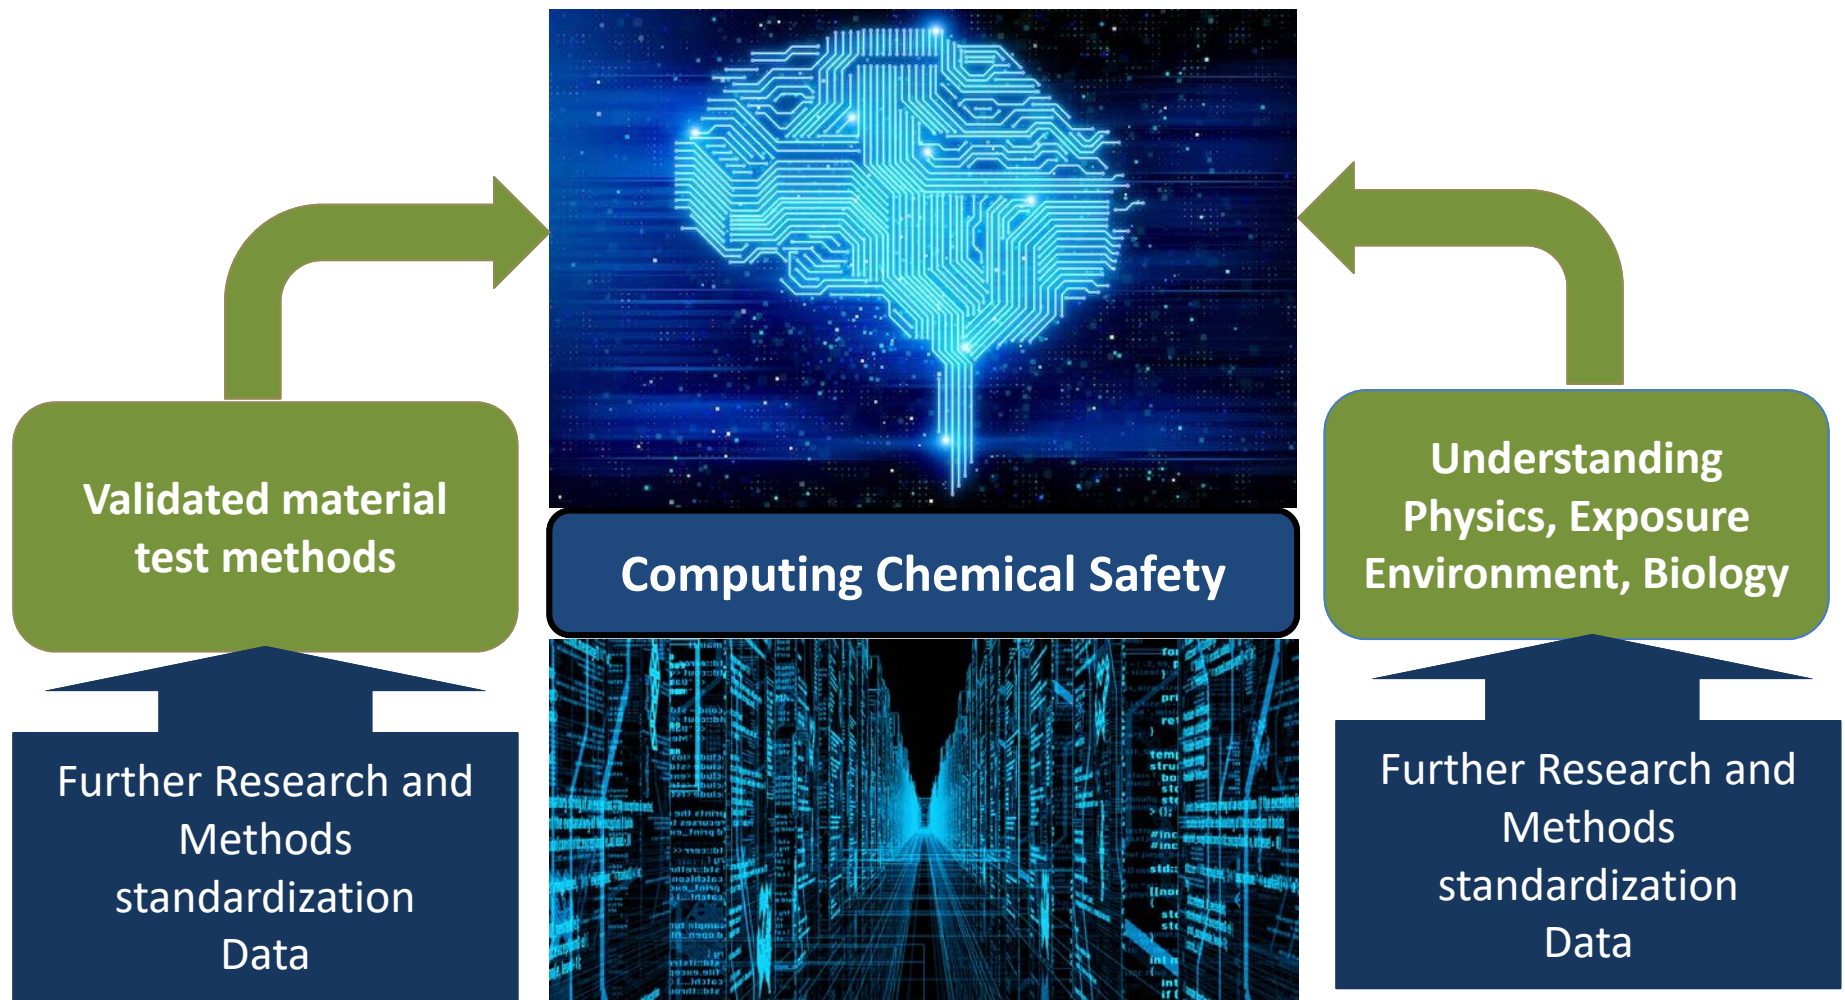 Validated material
test methods
Further Research and
Methods
standardization
Data
Computing Chemical Safety
Understanding
Physics, Exposure
Environment, Biology
Further Research and
Methods
standardization
Data